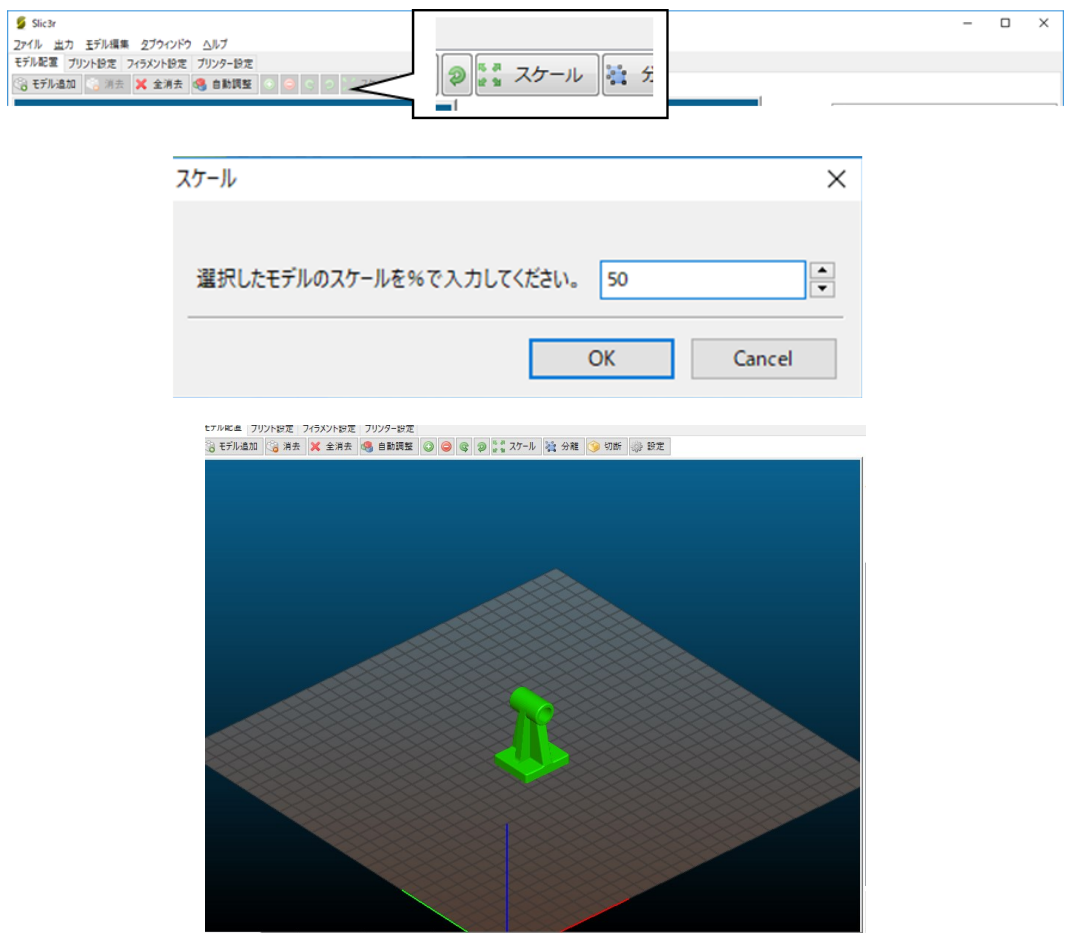 Slic3r
ファイル 出力 モデル編集 タブウィンドウ ヘルプ
モデル配置 プリント設定 フィラメント設定 プリンター設定
モデル追加 消去 全消去 自動調整
スケール
スケール
選択したモデルのスケールを%で入力してください。 50
OK Cancel
モデル配置 プリント設定 フィラメント設定 プリンター設定
モデル追加 消去 全消去 自動調整 スケール 分離 切断 設定